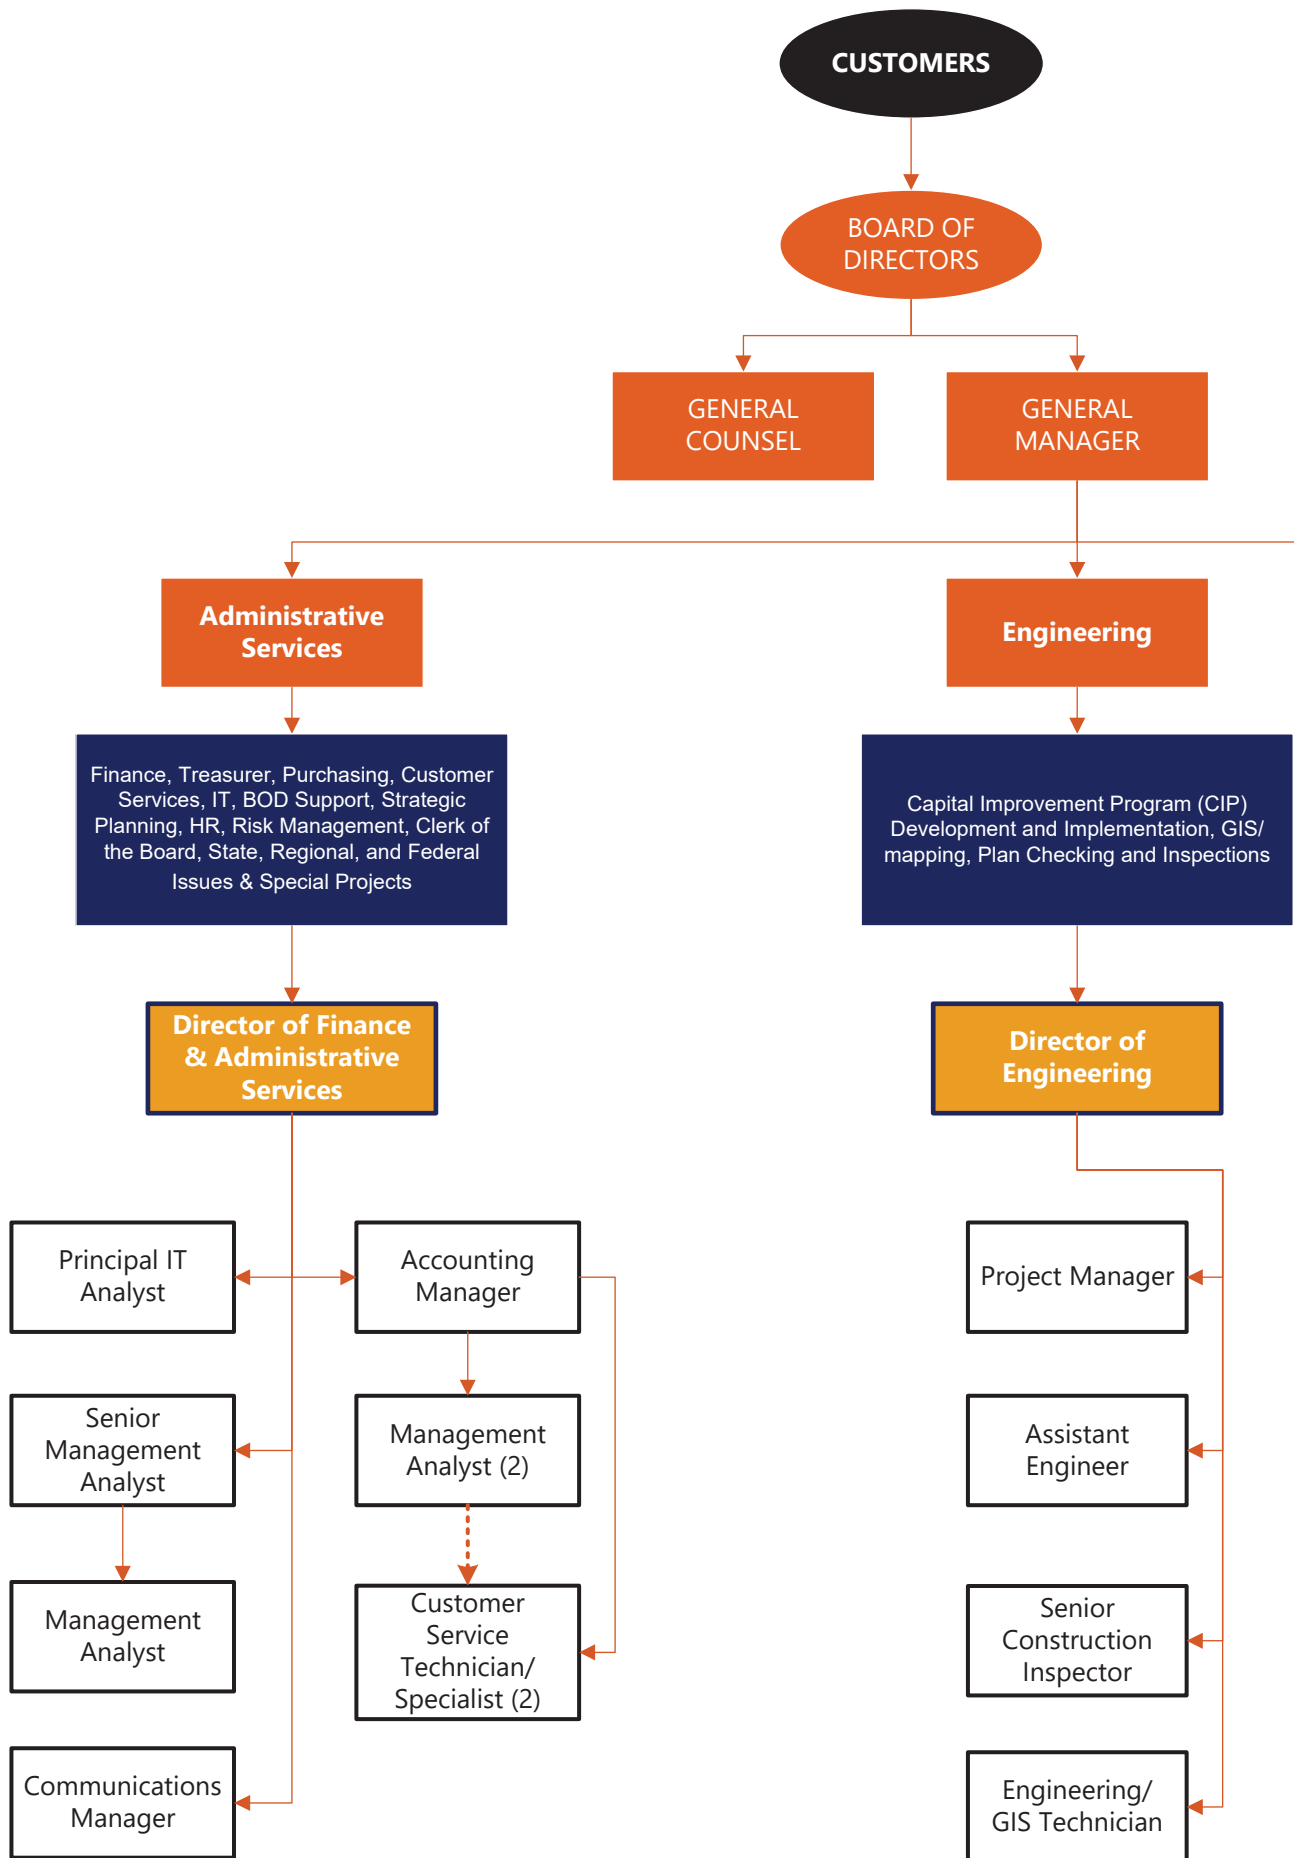 CUSTOMERS
BOARD OF
DIRECTORS
GENERAL
COUNSEL
GENERAL
MANAGER
Administrative
Services
Engineering
Finance, Treasurer, Purchasing, Customer
Services, IT, BOD Support, Strategic
Planning, HR, Risk Management, Clerk of
the Board, State, Regional, and Federal
Issues & Special Projects
Capital Improvement Program (CIP)
Development and Implementation, GIS/
mapping, Plan Checking and Inspections
Director of Finance
& Administrative
Services
Director of
Engineering
Principal IT
Analyst
Accounting
Manager
Project Manager
Senior
Management
Analyst
Management
Analyst (2)
Assistant
Engineer
Management
Analyst
Customer
Service
Technician/
Specialist (2)
Senior
Construction
Inspector
Communications
Manager
Engineering/
GIS Technician